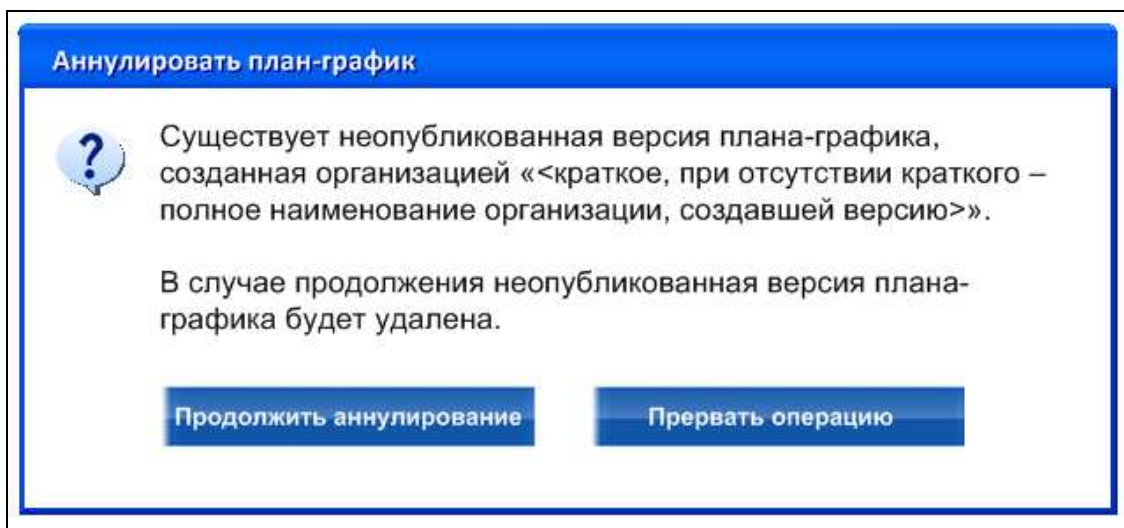 Аннулировать план-график
Существует неопубликованная версия плана-графика,
созданная организацией «<краткое, при отсутствии краткого –
полное наименование организации, создавшей версию>».
В случае продолжения неопубликованная версия плана-
графика будет удалена.
Продолжить аннулирование
Прервать операцию